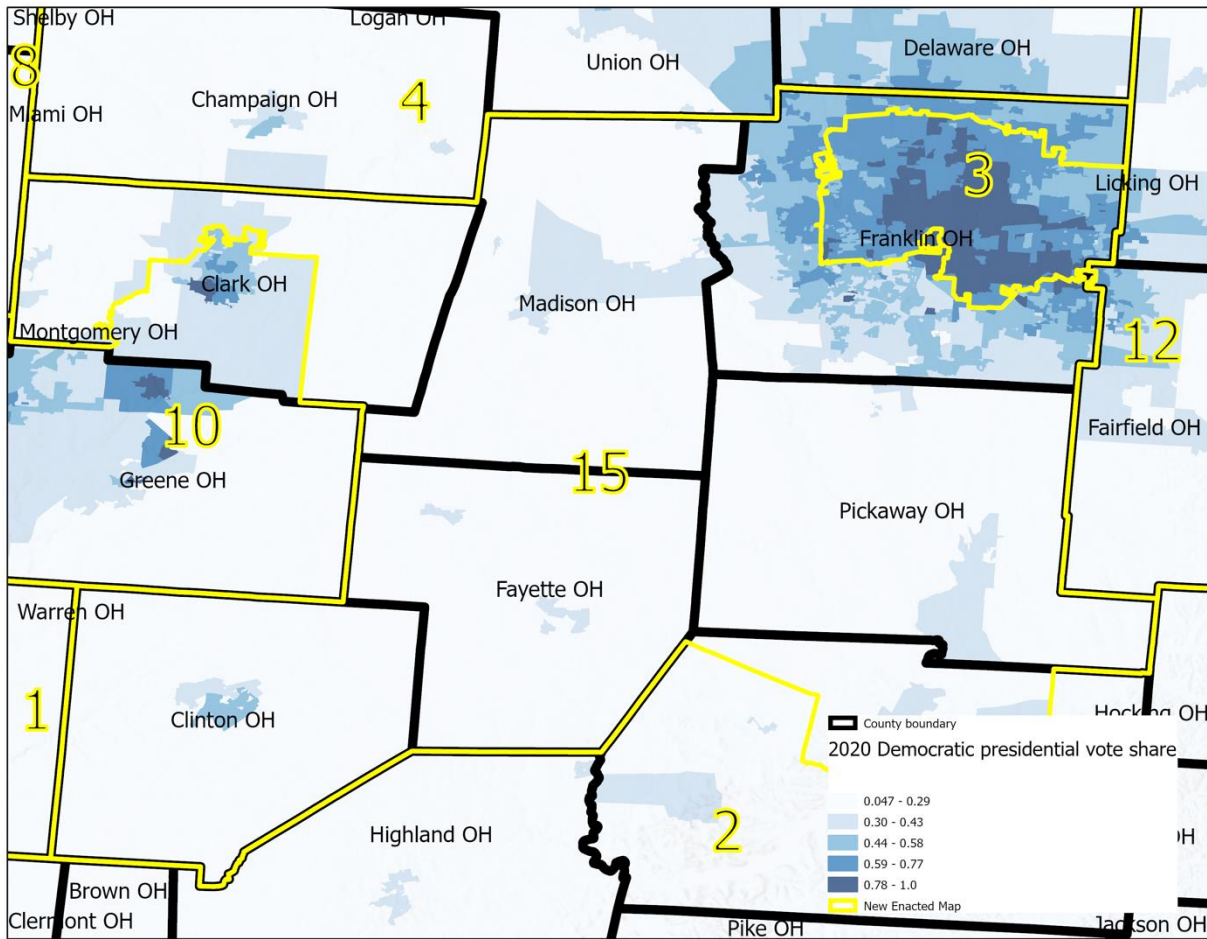 Shelby OH
Logan OH
Delaware OH
Union OH
8
Champaign OH
4
Miami OH
3
Licking OH
Franklin OH
Clark OH
Madison OH
Montgomery OH
12
10
Fairfield OH
Greene OH
15
Pickaway OH
Fayette OH
Warren OH
1
Clinton OH
Hocking OH
County boundary
2020 Democratic presidential vote share
0.047 - 0.29
0.30 - 0.43
0.44 - 0.58
0.59 - 0.77
0.78 - 1.0
New Enacted Map
2
Highland OH
OH
Brown OH
Clermont OH
Pike OH
Jackson OH